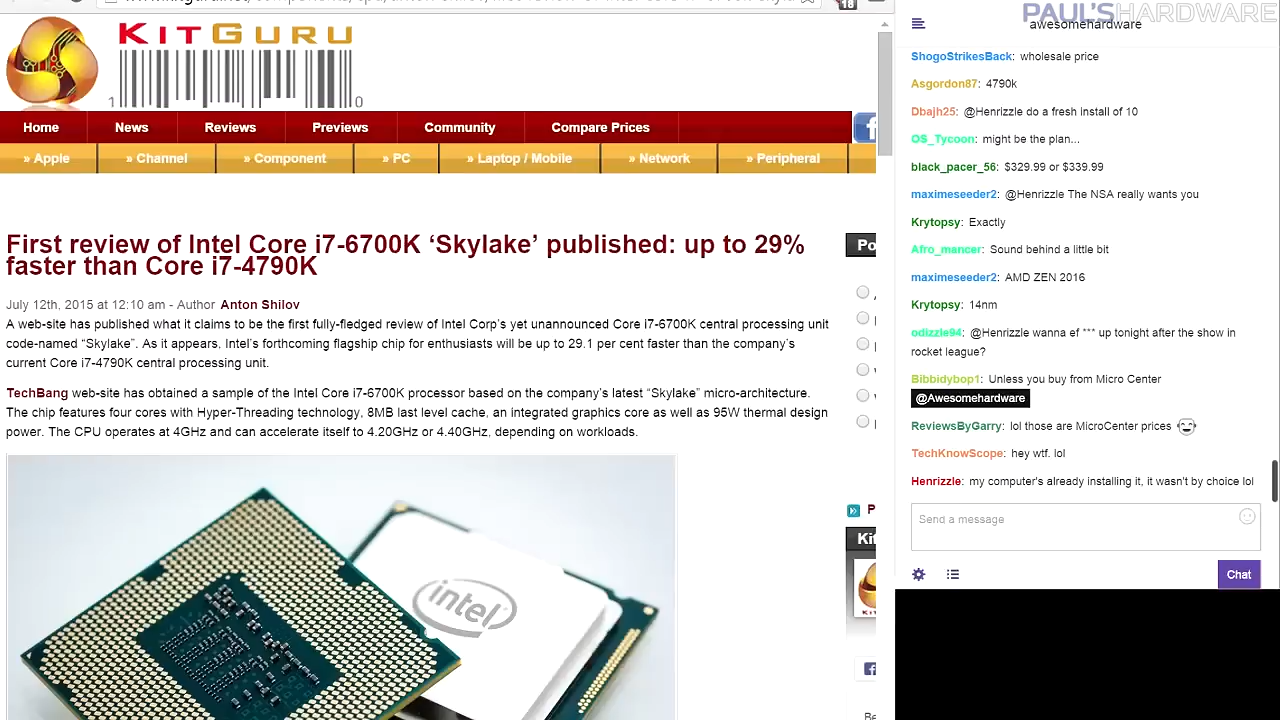 18
PAUL'SHARDWARE
awesomehardware
KITGURU
1 0
Home News Reviews Previews Community Compare Prices
» Apple » Channel » Component » PC » Laptop / Mobile » Network » Peripheral
First review of Intel Core i7-6700K ‘Skylake’ published: up to 29%
faster than Core i7-4790K
Po
July 12th, 2015 at 12:10 am - Author Anton Shilov
A web-site has published what it claims to be the first fully-fledged review of Intel Corp’s yet unannounced Core i7-6700K central processing unit
code-named “Skylake”. As it appears, Intel’s forthcoming flagship chip for enthusiasts will be up to 29.1 per cent faster than the company’s
current Core i7-4790K central processing unit.
TechBang web-site has obtained a sample of the Intel Core i7-6700K processor based on the company’s latest “Skylake” micro-architecture.
The chip features four cores with Hyper-Threading technology, 8MB last level cache, an integrated graphics core as well as 95W thermal design
power. The CPU operates at 4GHz and can accelerate itself to 4.20GHz or 4.40GHz, depending on workloads.
intel
P
Kit
KIT
Be
ShogoStrikesBack: wholesale price
Asgordon87: 4790k
Dbajh25: @Henrizzle do a fresh install of 10
OS_Tycoon: might be the plan...
black_pacer_56: $329.99 or $339.99
maximeseeder2: @Henrizzle The NSA really wants you
Krytopsy: Exactly
Afro_mancer: Sound behind a little bit
maximeseeder2: AMD ZEN 2016
Krytopsy: 14nm
odizzle94: @Henrizzle wanna ef *** up tonight after the show in
rocket league?
Bibbidybop1: Unless you buy from Micro Center
@Awesomehardware
ReviewsByGarry: lol those are MicroCenter prices
TechKnowScope: hey wtf. lol
Henrizzle: my computer's already installing it, it wasn't by choice lol
Send a message
Chat